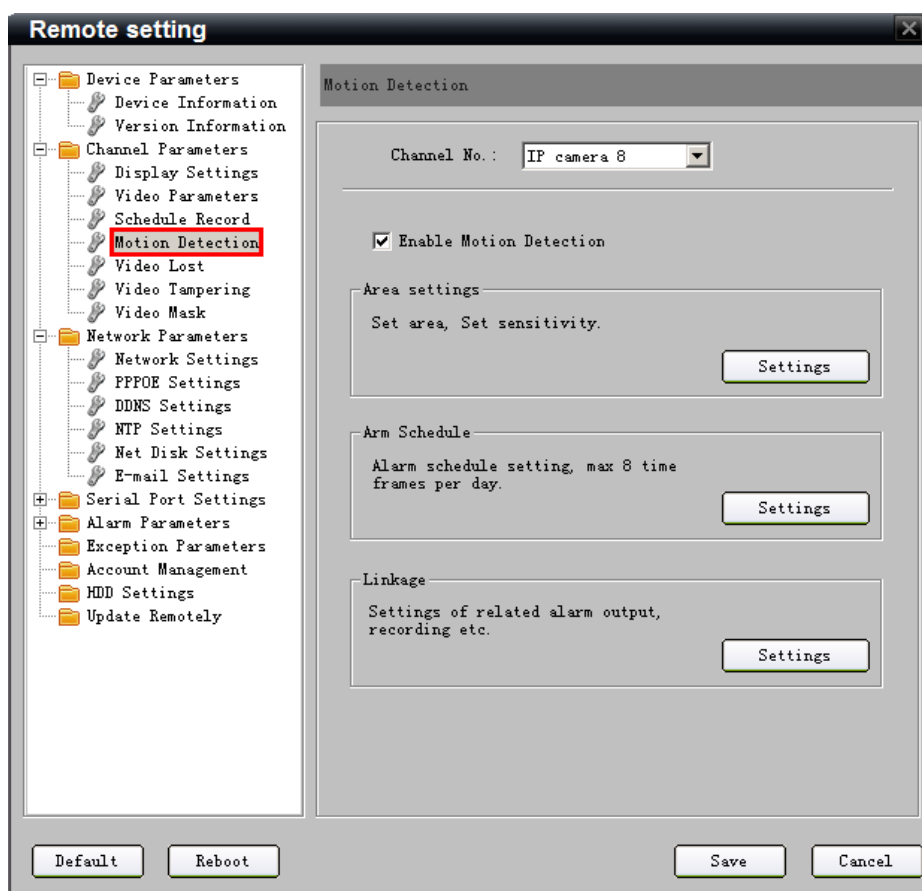 Remote setting
Device Parameters
Device Information
Version Information
Channel Parameters
Display Settings
Video Parameters
Schedule Record
Motion Detection
Video Lost
Video Tampering
Video Mask
Network Parameters
Network Settings
PPPOE Settings
DDNS Settings
NTP Settings
Net Disk Settings
E-mail Settings
Serial Port Settings
Alarm Parameters
Exception Parameters
Account Management
HDD Settings
Update Remotely
Motion Detection
Channel No.: IP camera 8
Enable Motion Detection
Area settings
Set area, Set sensitivity.
Settings
Arm Schedule
Alarm schedule setting, max 8 time
frames per day.
Settings
Linkage
Settings of related alarm output,
recording etc.
Settings
Default Reboot Save Cancel